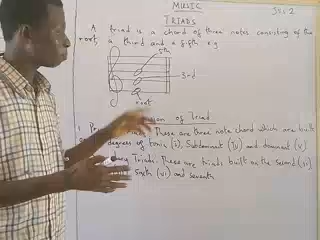 MUSIC
JSS:2
TRIADS
A triad is a chord of three notes consisting of the
root, a third and a fifth e.g
5th
3rd
root
of Triad
These are three note chord which are built
degrees of tonic (i), Subdominant (IV) and dominant (V)
Triads: These are triads built on the second (ii)
Sixth (vi) and seventh